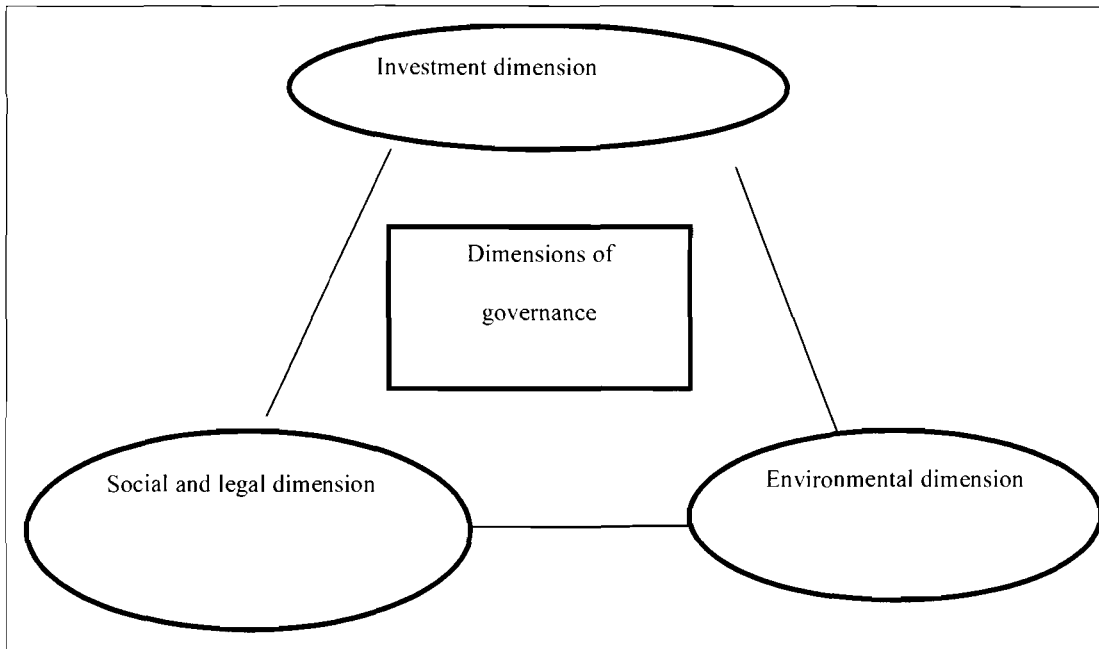 Investment dimension
Dimensions of
governance
Social and legal dimension
Environmental dimension